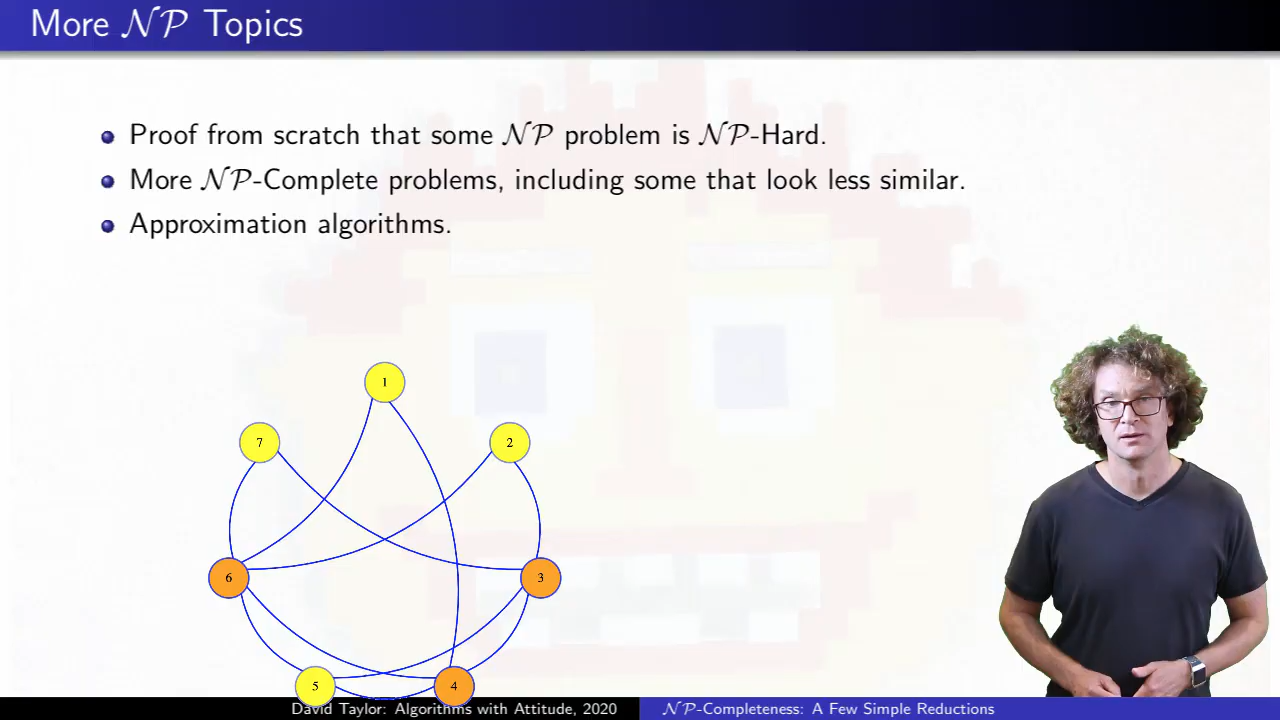 More NP Topics
Proof from scratch that some NP problem is NP-Hard.
More NP-Complete problems, including some that look less similar.
Approximation algorithms.
1
7
2
6
3
5
4
David Taylor: Algorithms with Attitude, 2020
NP-Completeness: A Few Simple Reductions